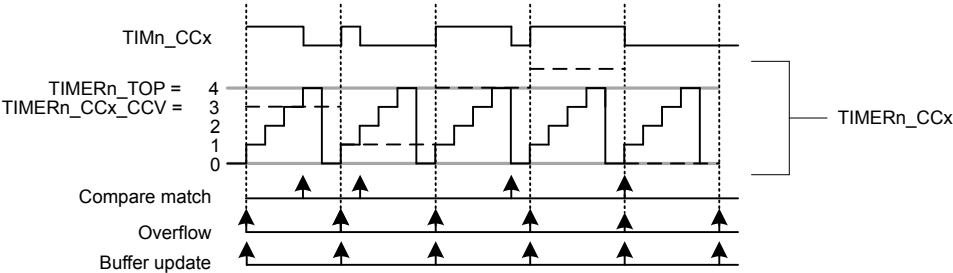 TIMn_CCx
TIMERn_TOP = 4
TIMERn_CCx_CCV = 3
2
1
0
TIMERn_CCx
Compare match
Overflow
Buffer update